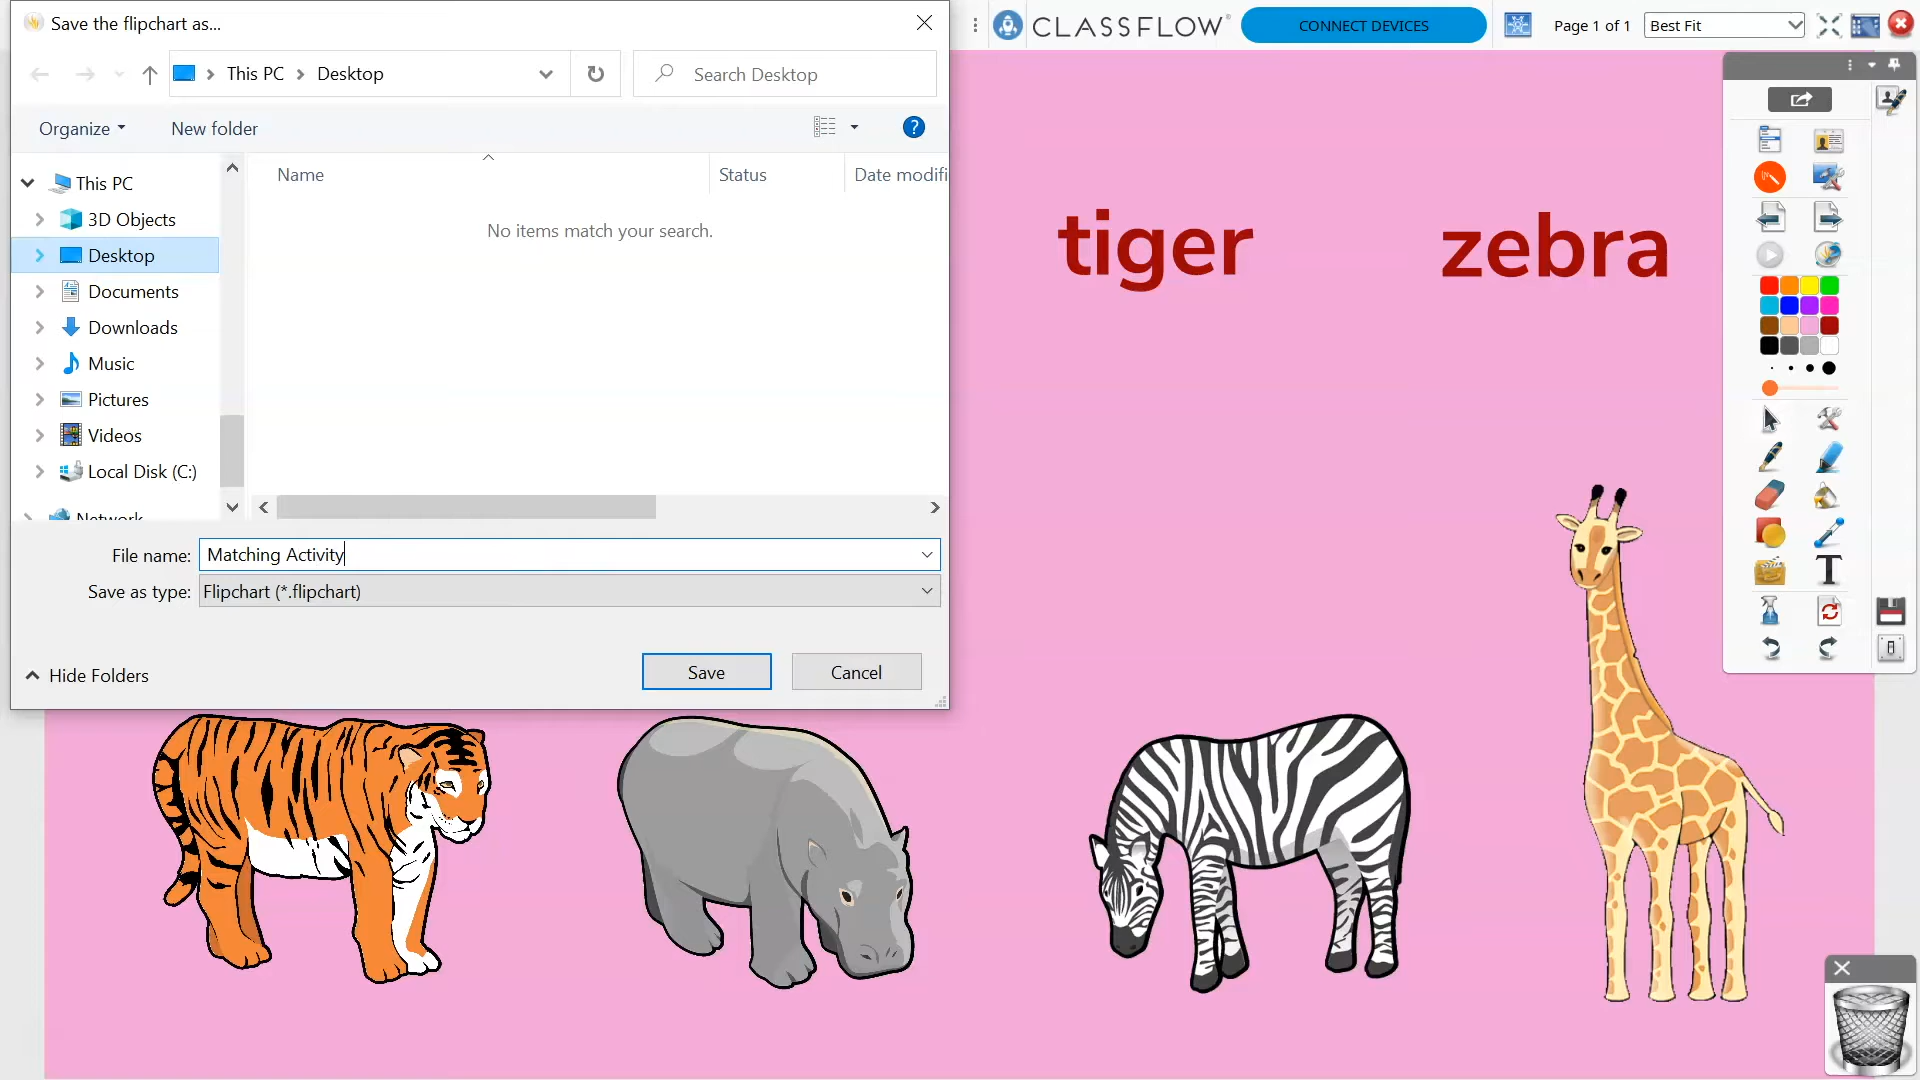 Save the flipchart as...
CLASSFLOW
CONNECT DEVICES
Page 1 of 1
Best Fit
This PC
Desktop
Search Desktop
Organize
New folder
?
This PC
3D Objects
Desktop
Documents
Downloads
Music
Pictures
Videos
Local Disk (C:)
Network
Name
Status
Date modifi
No items match your search.
File name:
Matching Activity
Save as type:
Flipchart (*.flipchart)
Hide Folders
Save
Cancel
tiger
zebra
T